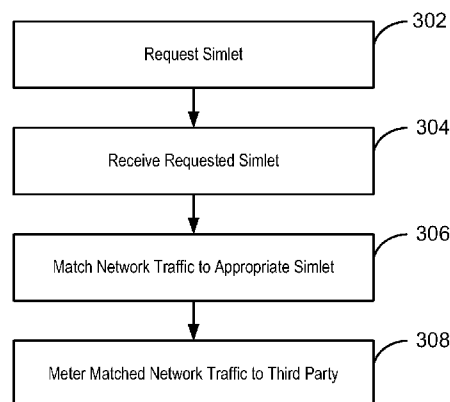 302
Request Simlet
304
Receive Requested Simlet
306
Match Network Traffic to Appropriate Simlet
308
Meter Matched Network Traffic to Third Party